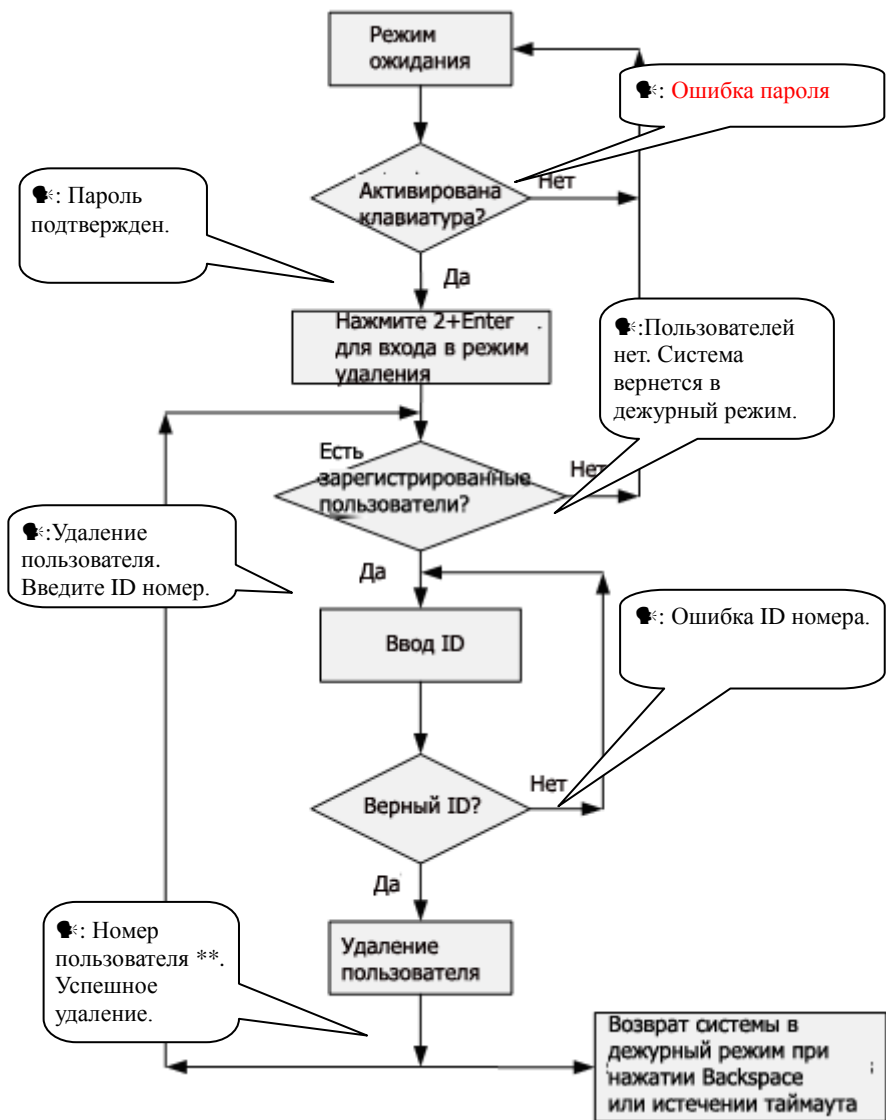 Режим
ожидания
🗣: Ошибка пароля
Активирована
клавиатура?
Нет
🗣: Пароль
подтвержден.
Да
Нажмите 2+Enter
для входа в режим
удаления
🗣:Пользователей
нет. Система
вернется в
дежурный режим.
Есть
зарегистрированные
пользователи?
Нет
🗣:Удаление
пользователя.
Введите ID номер.
Да
Ввод ID
🗣: Ошибка ID номера.
Верный ID?
Нет
Да
🗣: Номер
пользователя **.
Успешное
удаление.
Удаление
пользователя
Возврат системы в
дежурный режим при
нажатии Backspace
или истечении таймаута